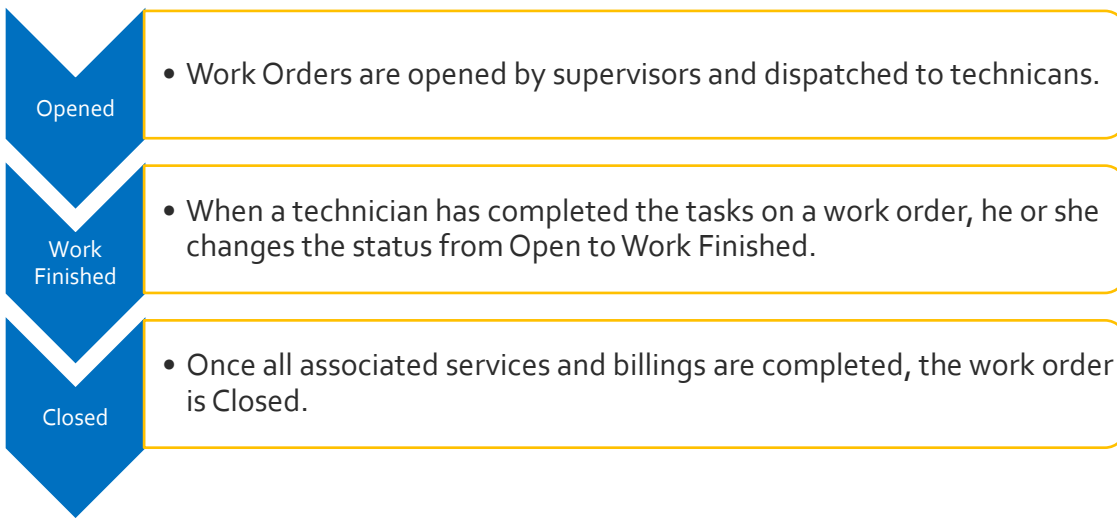 Opened
• Work Orders are opened by supervisors and dispatched to technicans.
Work
Finished
• When a technician has completed the tasks on a work order, he or she
changes the status from Open to Work Finished.
Closed
• Once all associated services and billings are completed, the work order
is Closed.